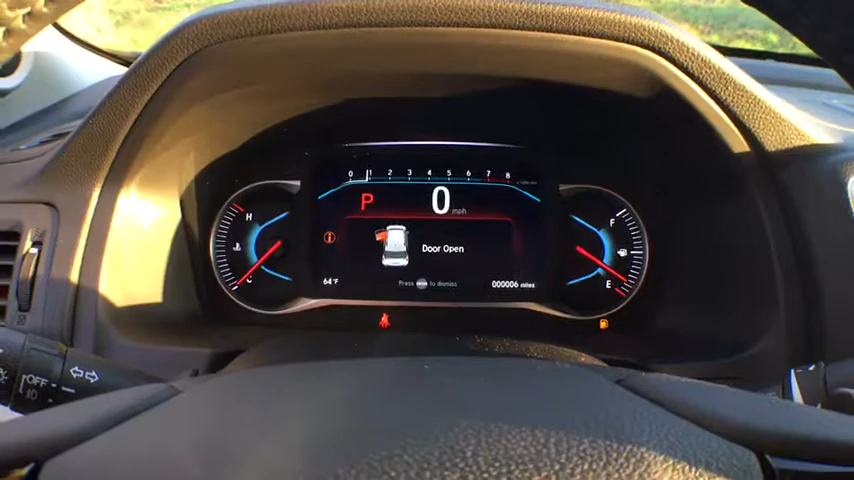 0 1 2 3 4 5 6 7 8
P 0 mph
H
F
Door Open
C
E
64°F
Press ENTER to dismiss
000006 miles
OFF